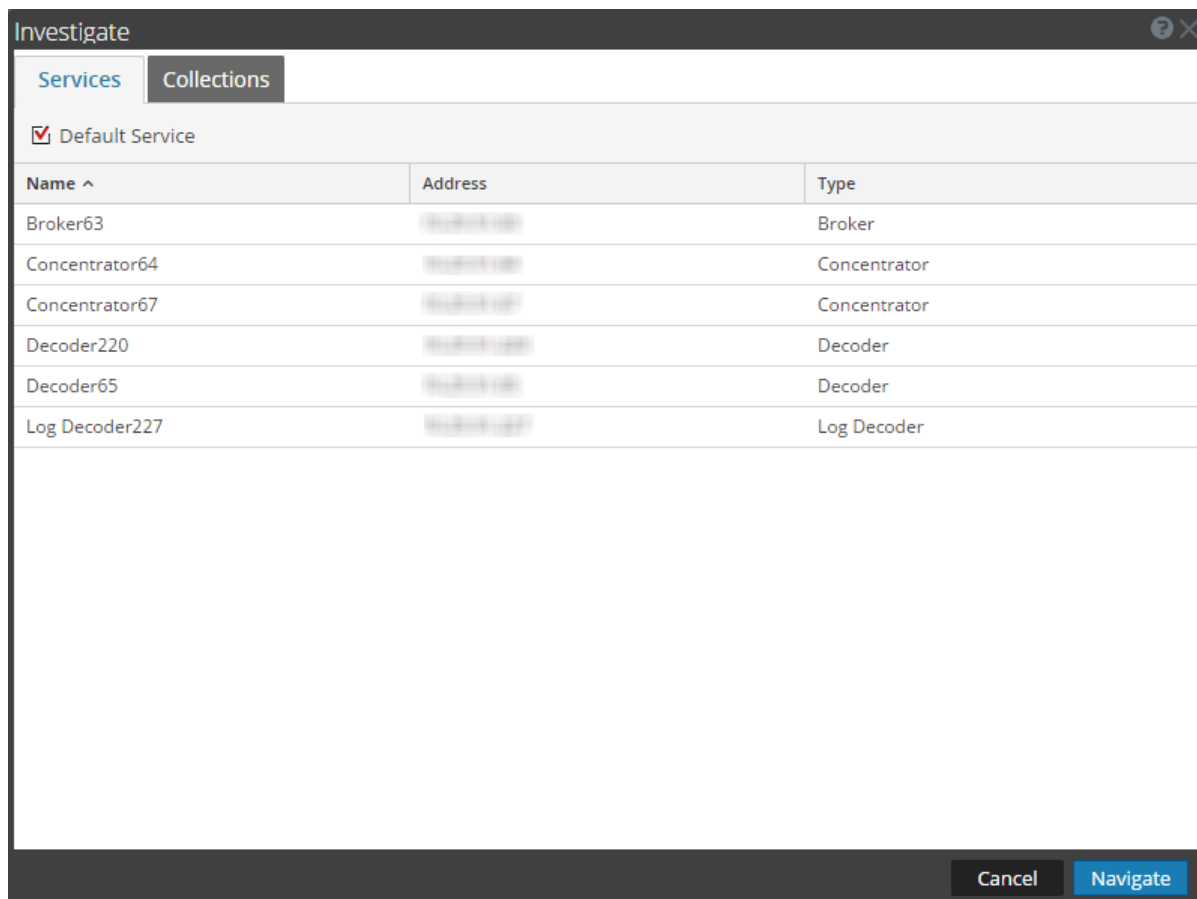 Investigate
Services Collections
Default Service
Name Address Type
Broker63 Broker
Concentrator64 Concentrator
Concentrator67 Concentrator
Decoder220 Decoder
Decoder65 Decoder
Log Decoder227 Log Decoder
Cancel Navigate